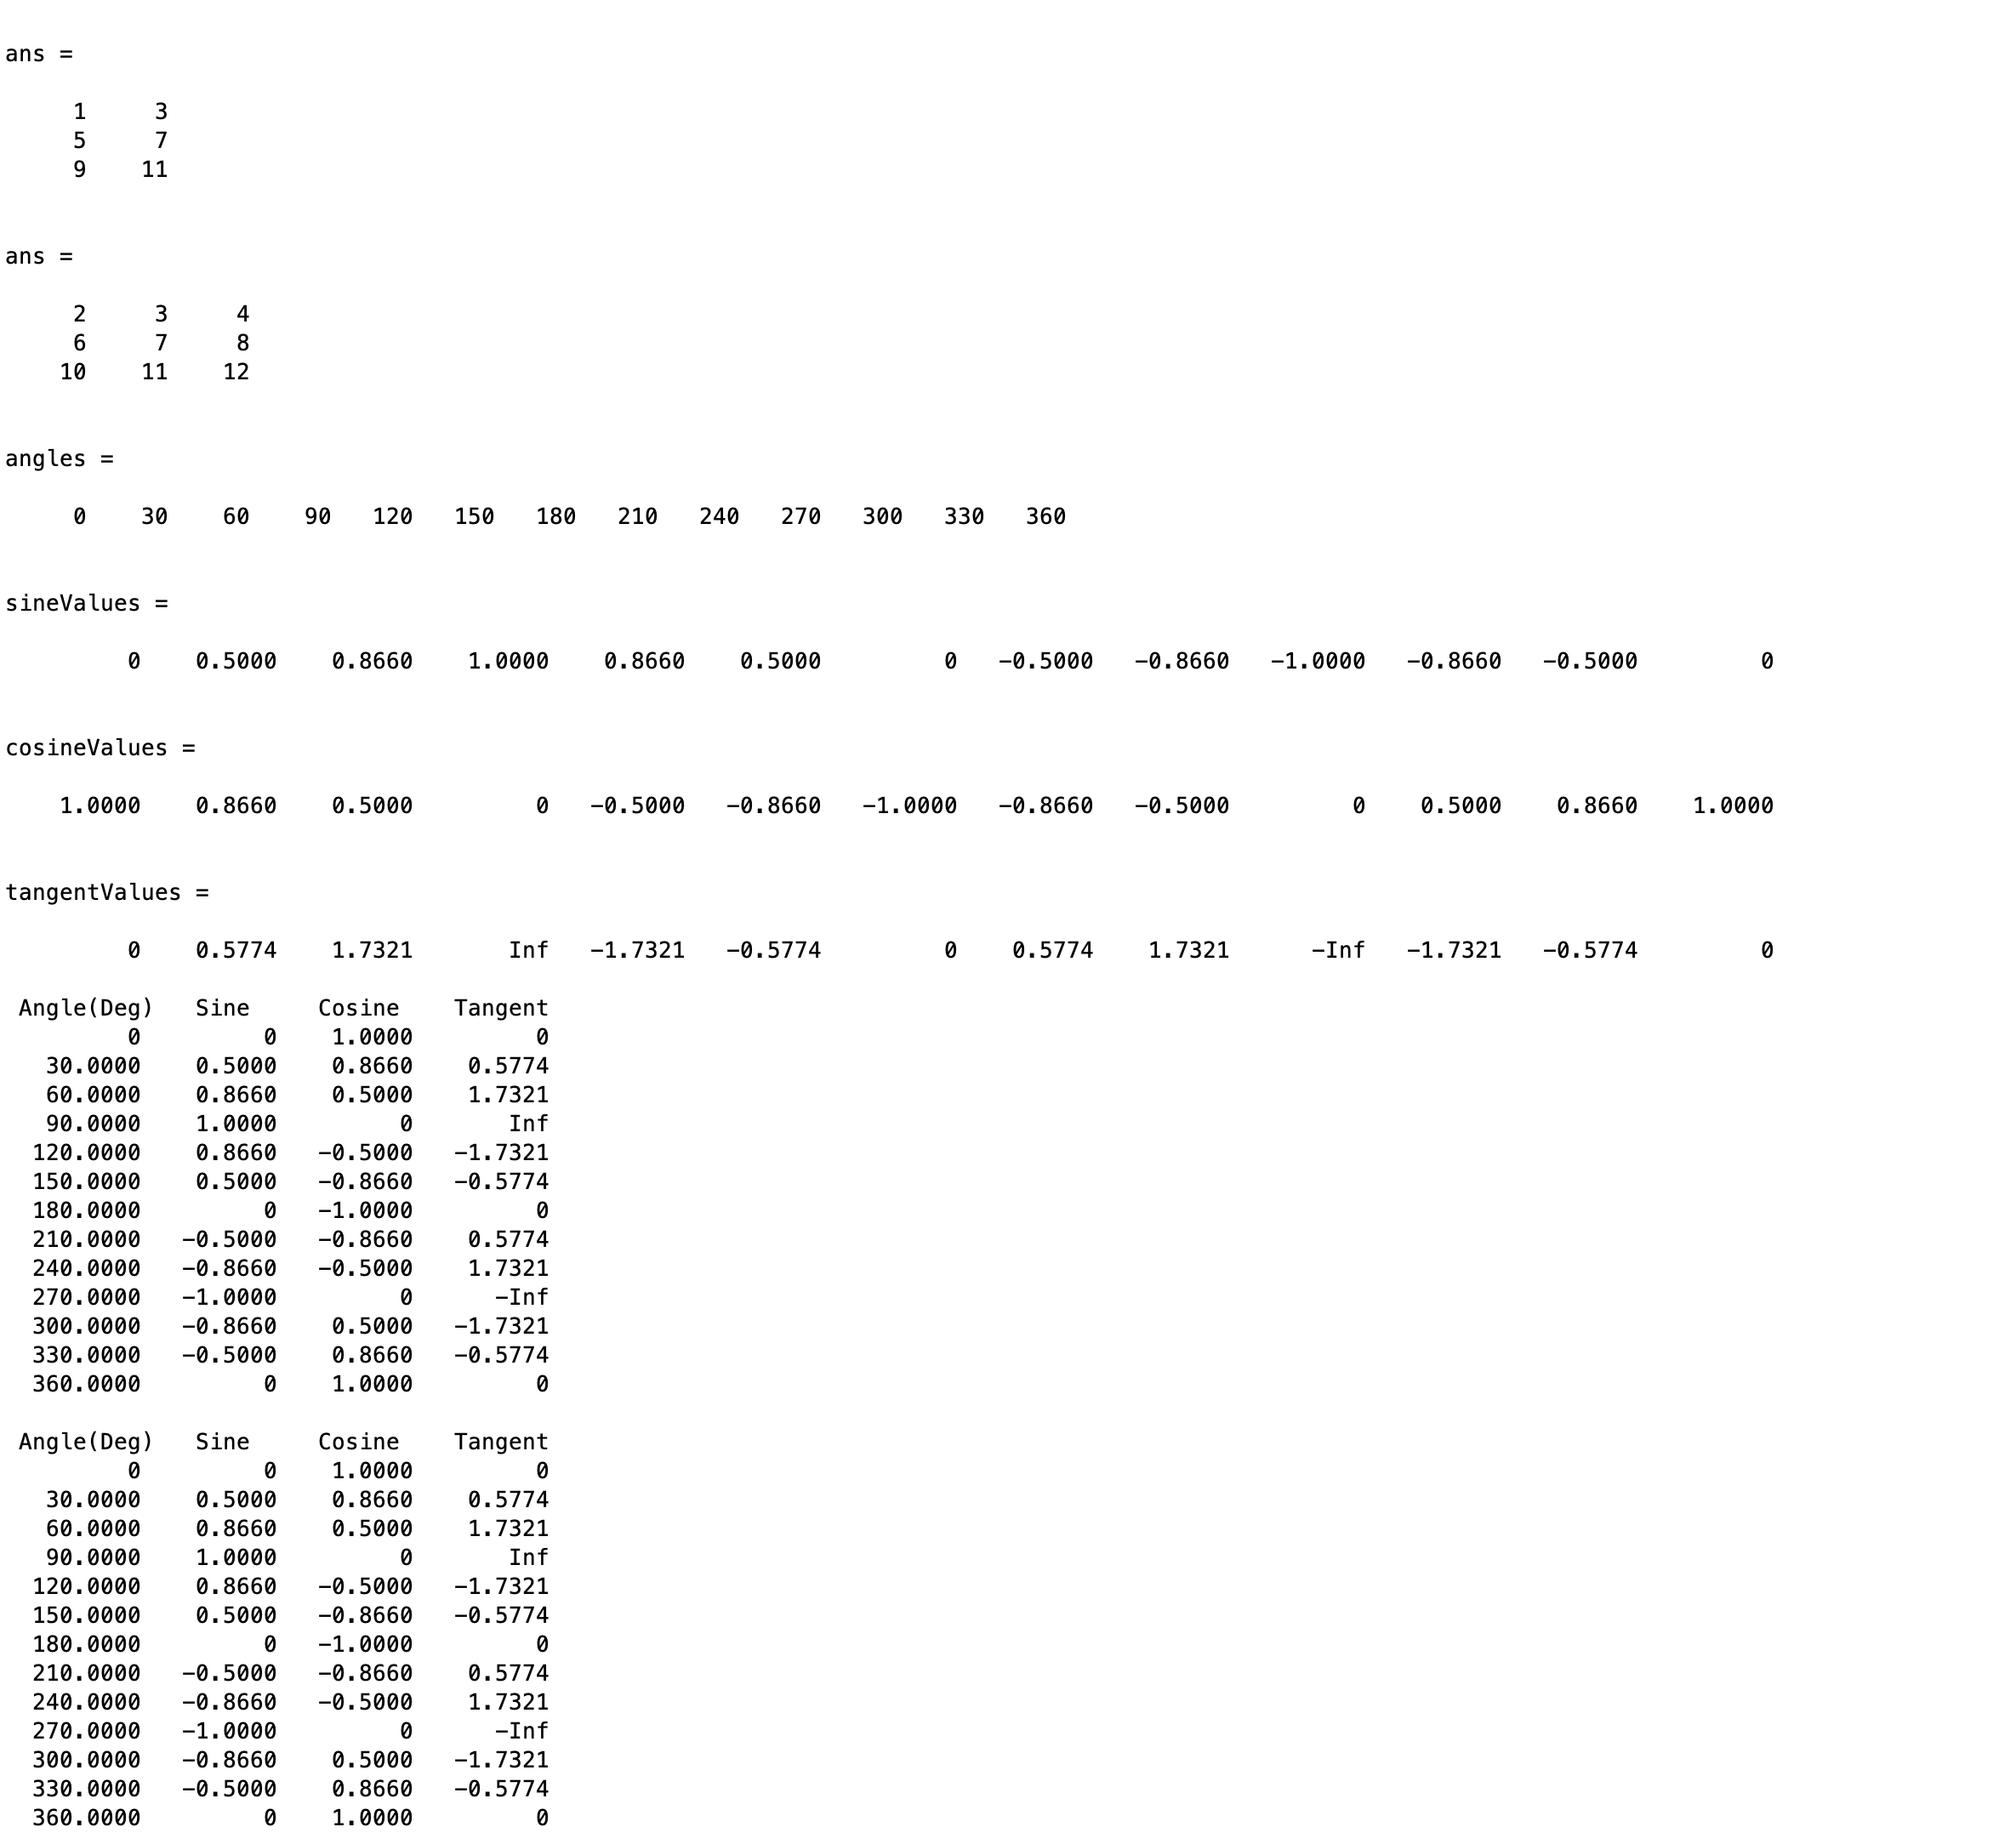 ans =
     1     3
     5     7
     9    11
ans =
     2     3     4
     6     7     8
    10    11    12
angles =
     0    30    60    90   120   150   180   210   240   270   300   330   360
sineValues =
         0    0.5000    0.8660    1.0000    0.8660    0.5000         0   -0.5000   -0.8660   -1.0000   -0.8660   -0.5000         0
cosineValues =
    1.0000    0.8660    0.5000         0   -0.5000   -0.8660   -1.0000   -0.8660   -0.5000         0    0.5000    0.8660    1.0000
tangentValues =
         0    0.5774    1.7321       Inf   -1.7321   -0.5774         0    0.5774    1.7321      -Inf   -1.7321   -0.5774         0
 Angle(Deg)   Sine     Cosine    Tangent
         0         0    1.0000         0
   30.0000    0.5000    0.8660    0.5774
   60.0000    0.8660    0.5000    1.7321
   90.0000    1.0000         0       Inf
  120.0000    0.8660   -0.5000   -1.7321
  150.0000    0.5000   -0.8660   -0.5774
  180.0000         0   -1.0000         0
  210.0000   -0.5000   -0.8660    0.5774
  240.0000   -0.8660   -0.5000    1.7321
  270.0000   -1.0000         0      -Inf
  300.0000   -0.8660    0.5000   -1.7321
  330.0000   -0.5000    0.8660   -0.5774
  360.0000         0    1.0000         0
 Angle(Deg)   Sine     Cosine    Tangent
         0         0    1.0000         0
   30.0000    0.5000    0.8660    0.5774
   60.0000    0.8660    0.5000    1.7321
   90.0000    1.0000         0       Inf
  120.0000    0.8660   -0.5000   -1.7321
  150.0000    0.5000   -0.8660   -0.5774
  180.0000         0   -1.0000         0
  210.0000   -0.5000   -0.8660    0.5774
  240.0000   -0.8660   -0.5000    1.7321
  270.0000   -1.0000         0      -Inf
  300.0000   -0.8660    0.5000   -1.7321
  330.0000   -0.5000    0.8660   -0.5774
  360.0000         0    1.0000         0